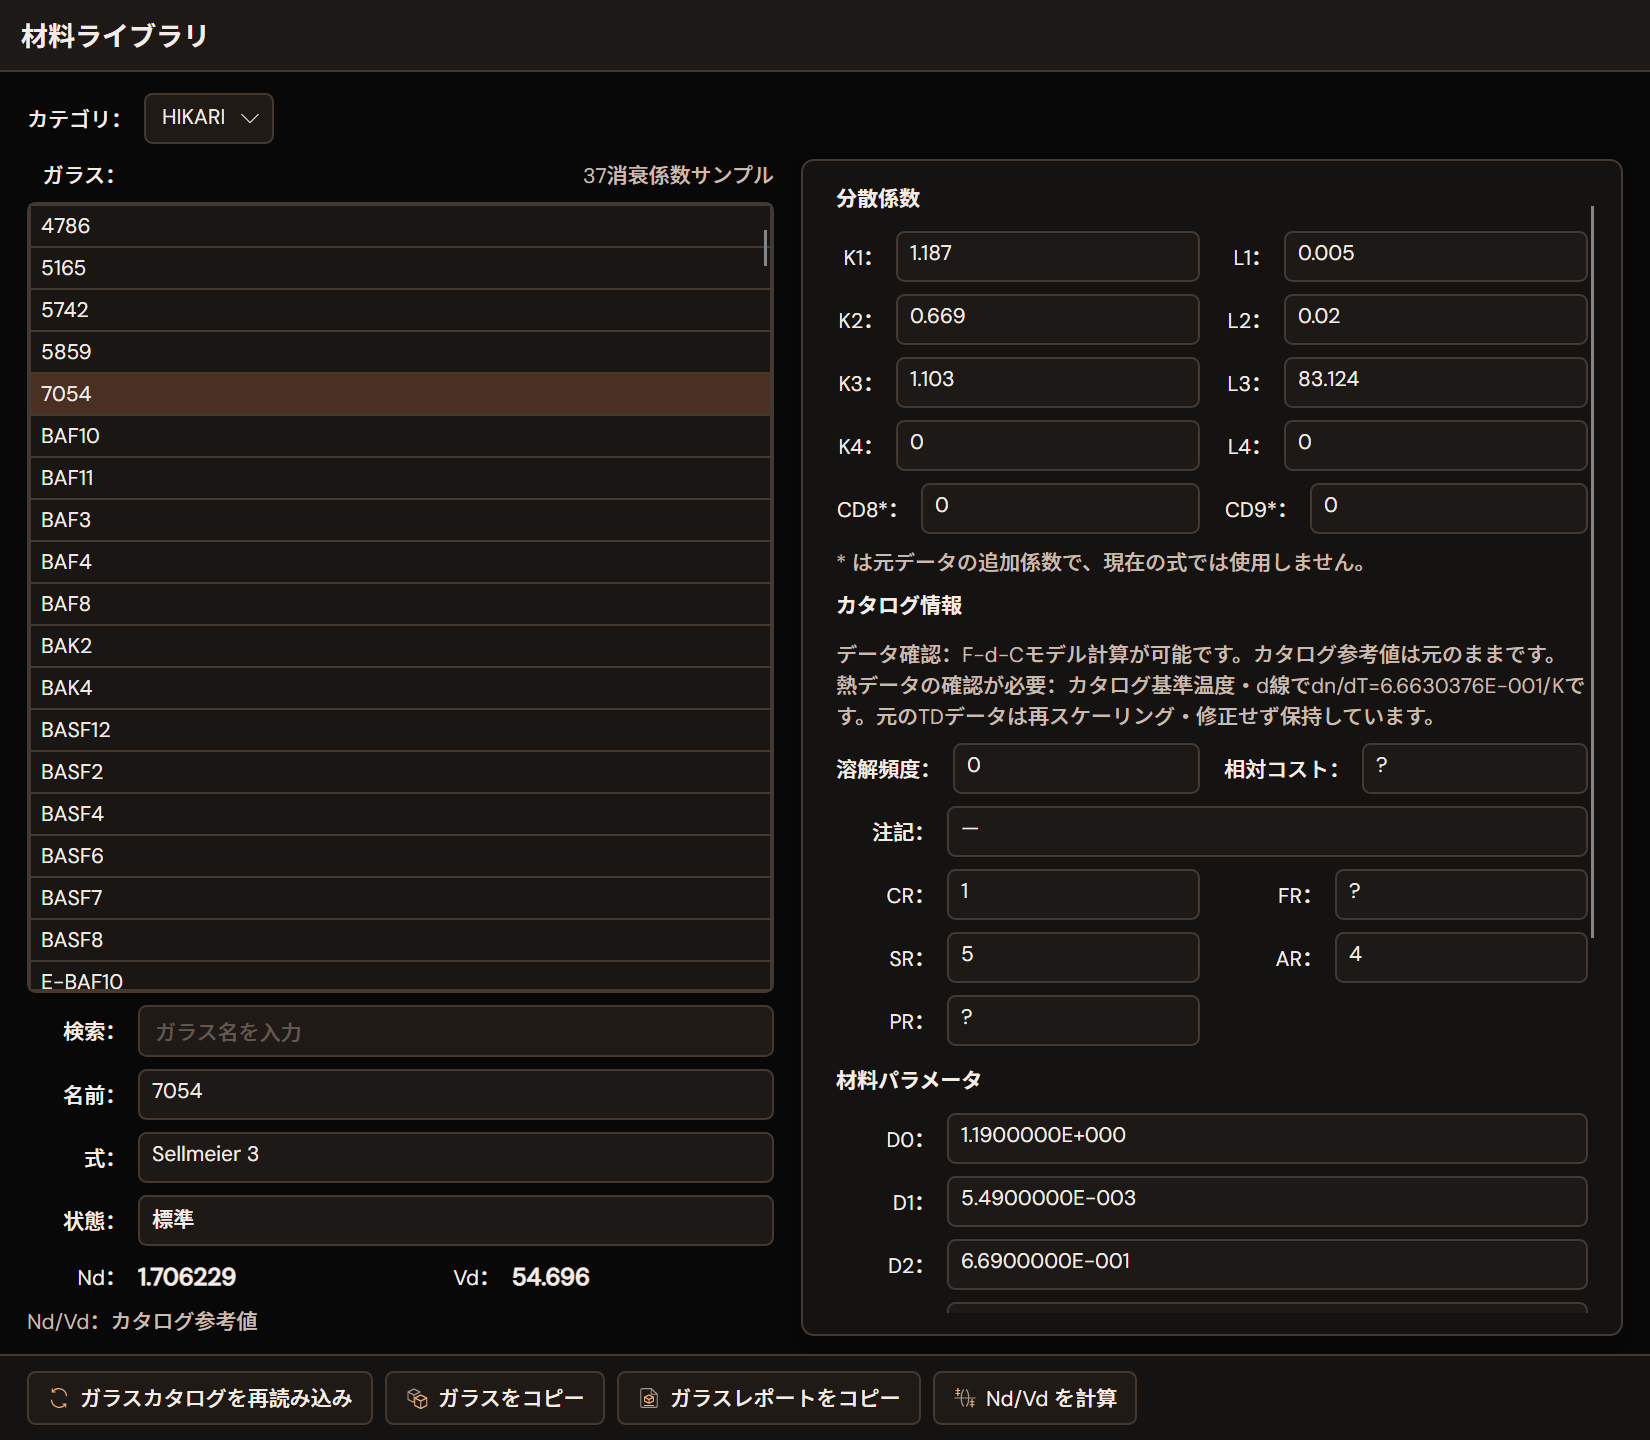 材料ライブラリ
カテゴリ： HIKARI
ガラス： 37消衰係数サンプル
4786
5165
5742
5859
7054
BAF10
BAF11
BAF3
BAF4
BAF8
BAK2
BAK4
BASF12
BASF2
BASF4
BASF6
BASF7
BASF8
E-BAF10
検索： ガラス名を入力
名前： 7054
式： Sellmeier 3
状態： 標準
Nd： 1.706229 Vd： 54.696
Nd/Vd：カタログ参考値
分散係数
K1： 1.187 L1： 0.005
K2： 0.669 L2： 0.02
K3： 1.103 L3： 83.124
K4： 0 L4： 0
CD8*： 0 CD9*： 0
* は元データの追加係数で、現在の式では使用しません。
カタログ情報
データ確認：F-d-Cモデル計算が可能です。カタログ参考値は元のままです。
熱データの確認が必要：カタログ基準温度・d線でdn/dT=6.6630376E-001/Kで
す。元のTDデータは再スケーリング・修正せず保持しています。
溶解頻度： 0 相対コスト： ?
注記： —
CR： 1 FR： ?
SR： 5 AR： 4
PR： ?
材料パラメータ
D0： 1.1900000E+000
D1： 5.4900000E-003
D2： 6.6900000E-001
ガラスカタログを再読み込み ガラスをコピー ガラスレポートをコピー Nd/Vd を計算